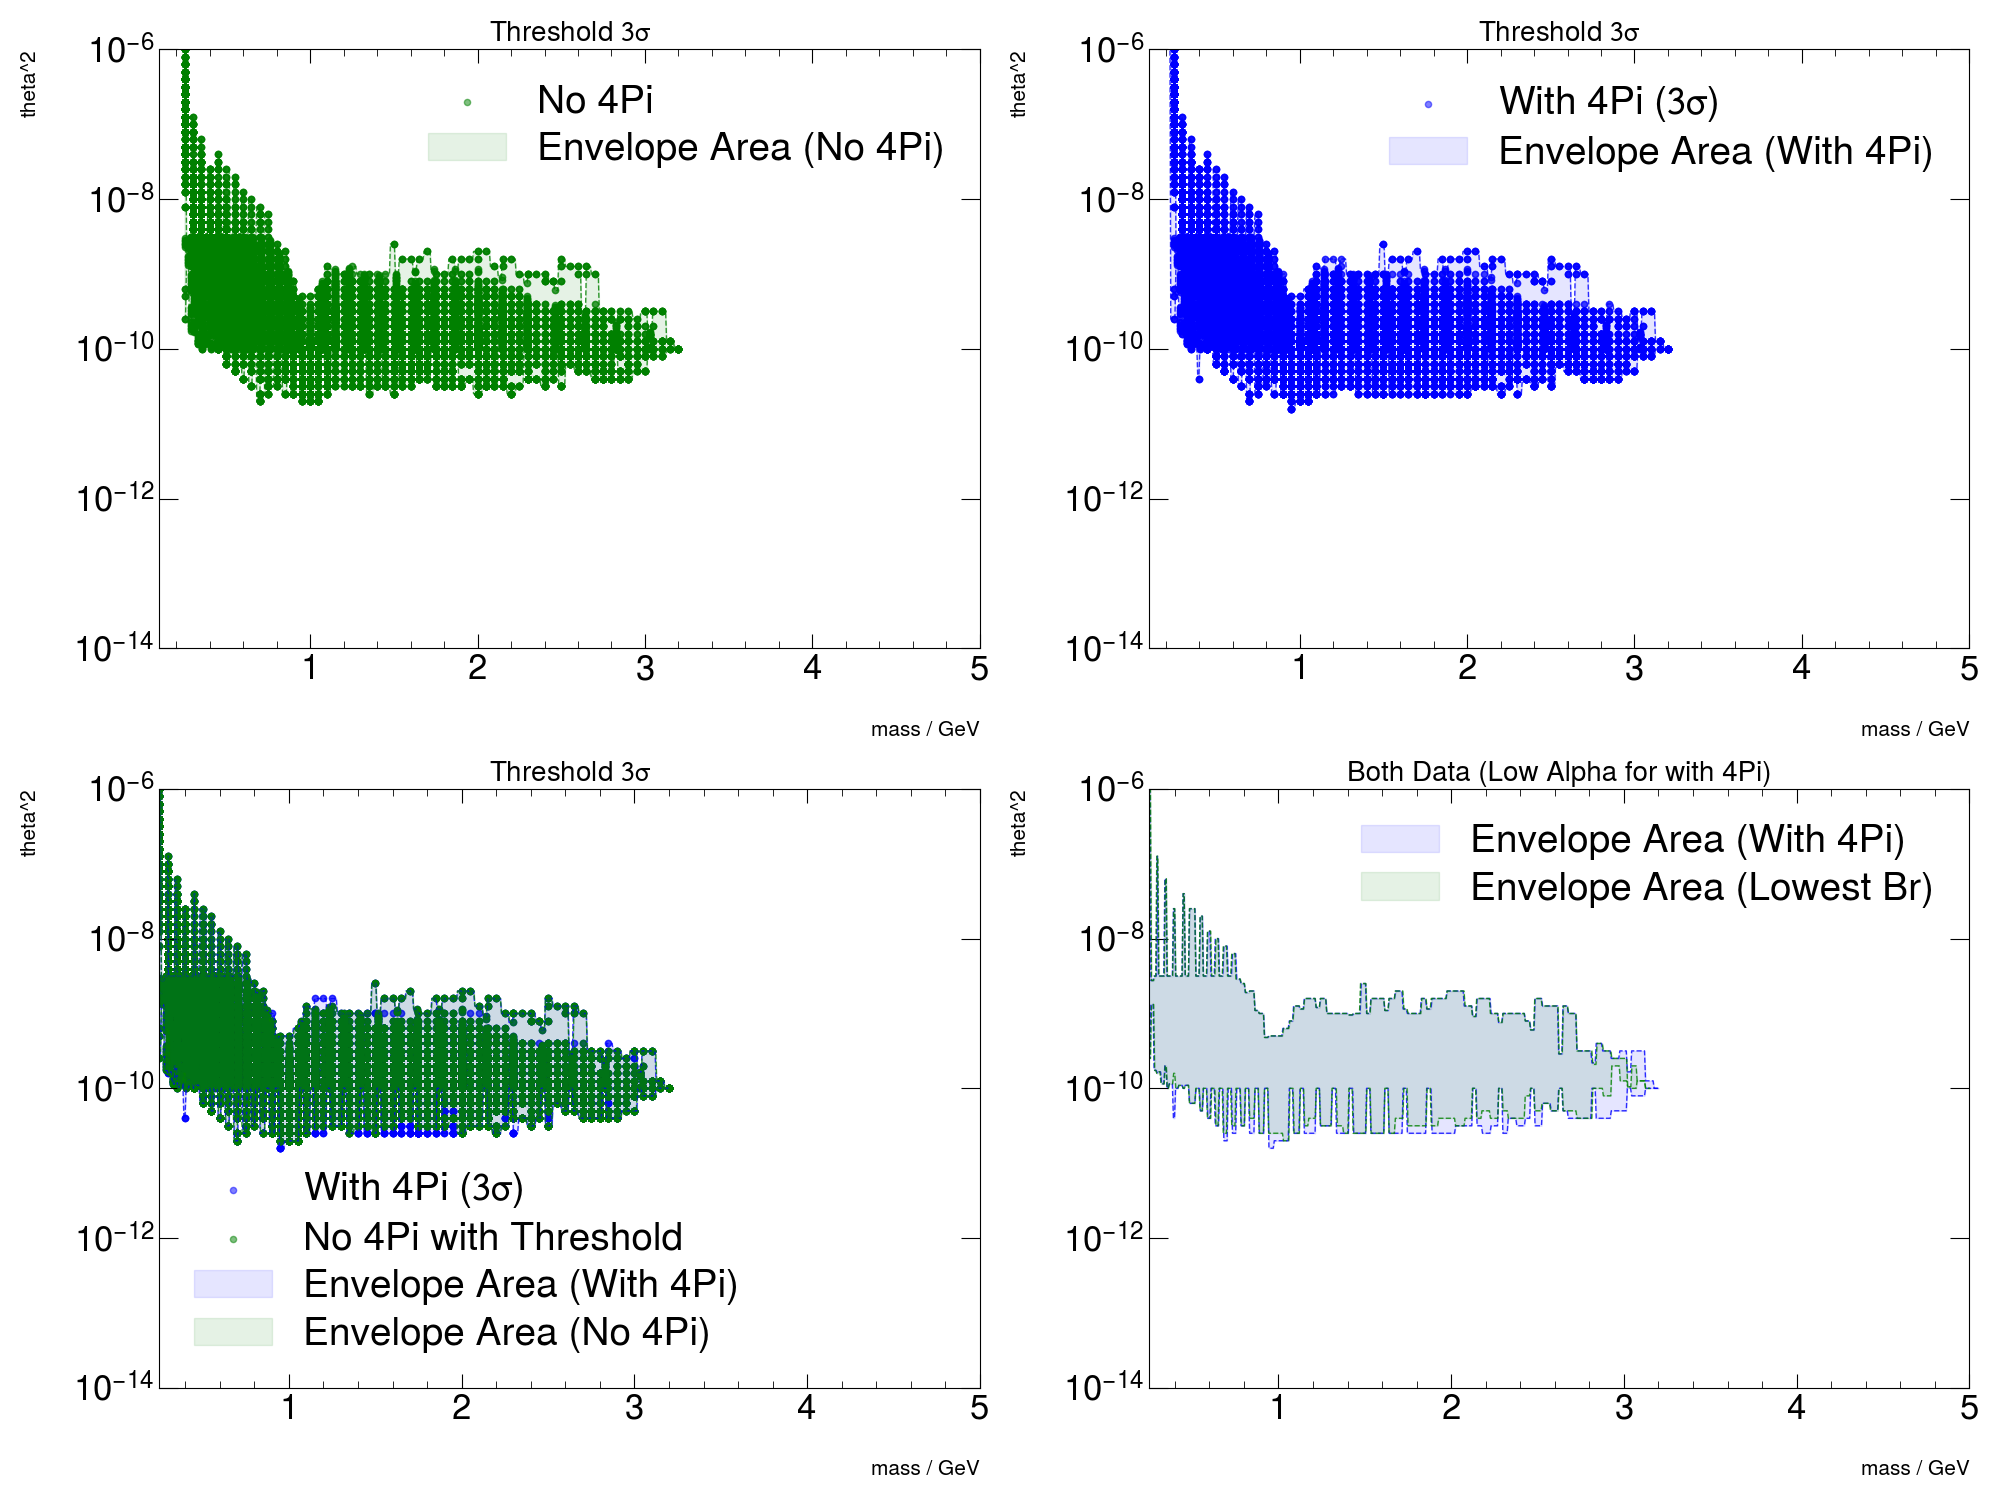 Threshold 3σ
theta^2
10⁻⁶
10⁻⁸
10⁻¹⁰
10⁻¹²
10⁻¹⁴
No 4Pi
Envelope Area (No 4Pi)
1 2 3 4 5
mass / GeV
Threshold 3σ
theta^2
10⁻⁶
10⁻⁸
10⁻¹⁰
10⁻¹²
10⁻¹⁴
With 4Pi (3σ)
Envelope Area (With 4Pi)
1 2 3 4 5
mass / GeV
Threshold 3σ
theta^2
10⁻⁶
10⁻⁸
10⁻¹⁰
10⁻¹²
10⁻¹⁴
With 4Pi (3σ)
No 4Pi with Threshold
Envelope Area (With 4Pi)
Envelope Area (No 4Pi)
1 2 3 4 5
mass / GeV
Both Data (Low Alpha for with 4Pi)
theta^2
10⁻⁶
10⁻⁸
10⁻¹⁰
10⁻¹²
10⁻¹⁴
Envelope Area (With 4Pi)
Envelope Area (Lowest Br)
1 2 3 4 5
mass / GeV